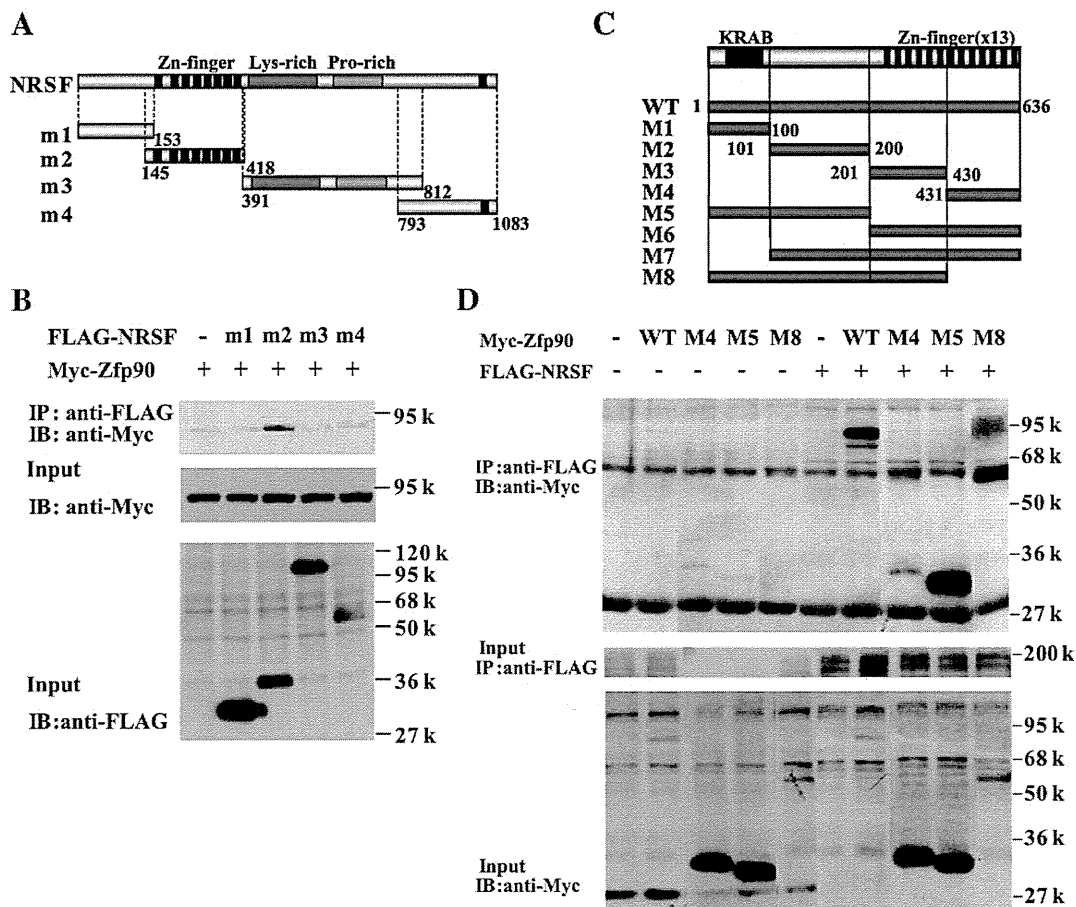 A
Zn-finger Lys-rich Pro-rich
NRSF
m1
153
m2
145
418
m3
391
812
m4
793
1083
C
KRAB
Zn-finger(x13)
WT 1 636
M1 100
M2 101 200
M3 201 430
M4 431
M5
M6
M7
M8
B
FLAG-NRSF - m1 m2 m3 m4
Myc-Zfp90 + + + + +
IP: anti-FLAG
IB: anti-Myc
95 k
Input
IB: anti-Myc
95 k
120 k
95 k
68 k
50 k
36 k
27 k
Input
IB:anti-FLAG
D
Myc-Zfp90 - WT M4 M5 M8 - WT M4 M5 M8
FLAG-NRSF - - - - - + + + + +
IP:anti-FLAG
IB:anti-Myc
95 k
68 k
50 k
36 k
27 k
Input
IP:anti-FLAG
200 k
95 k
68 k
50 k
36 k
27 k
Input
IB:anti-Myc